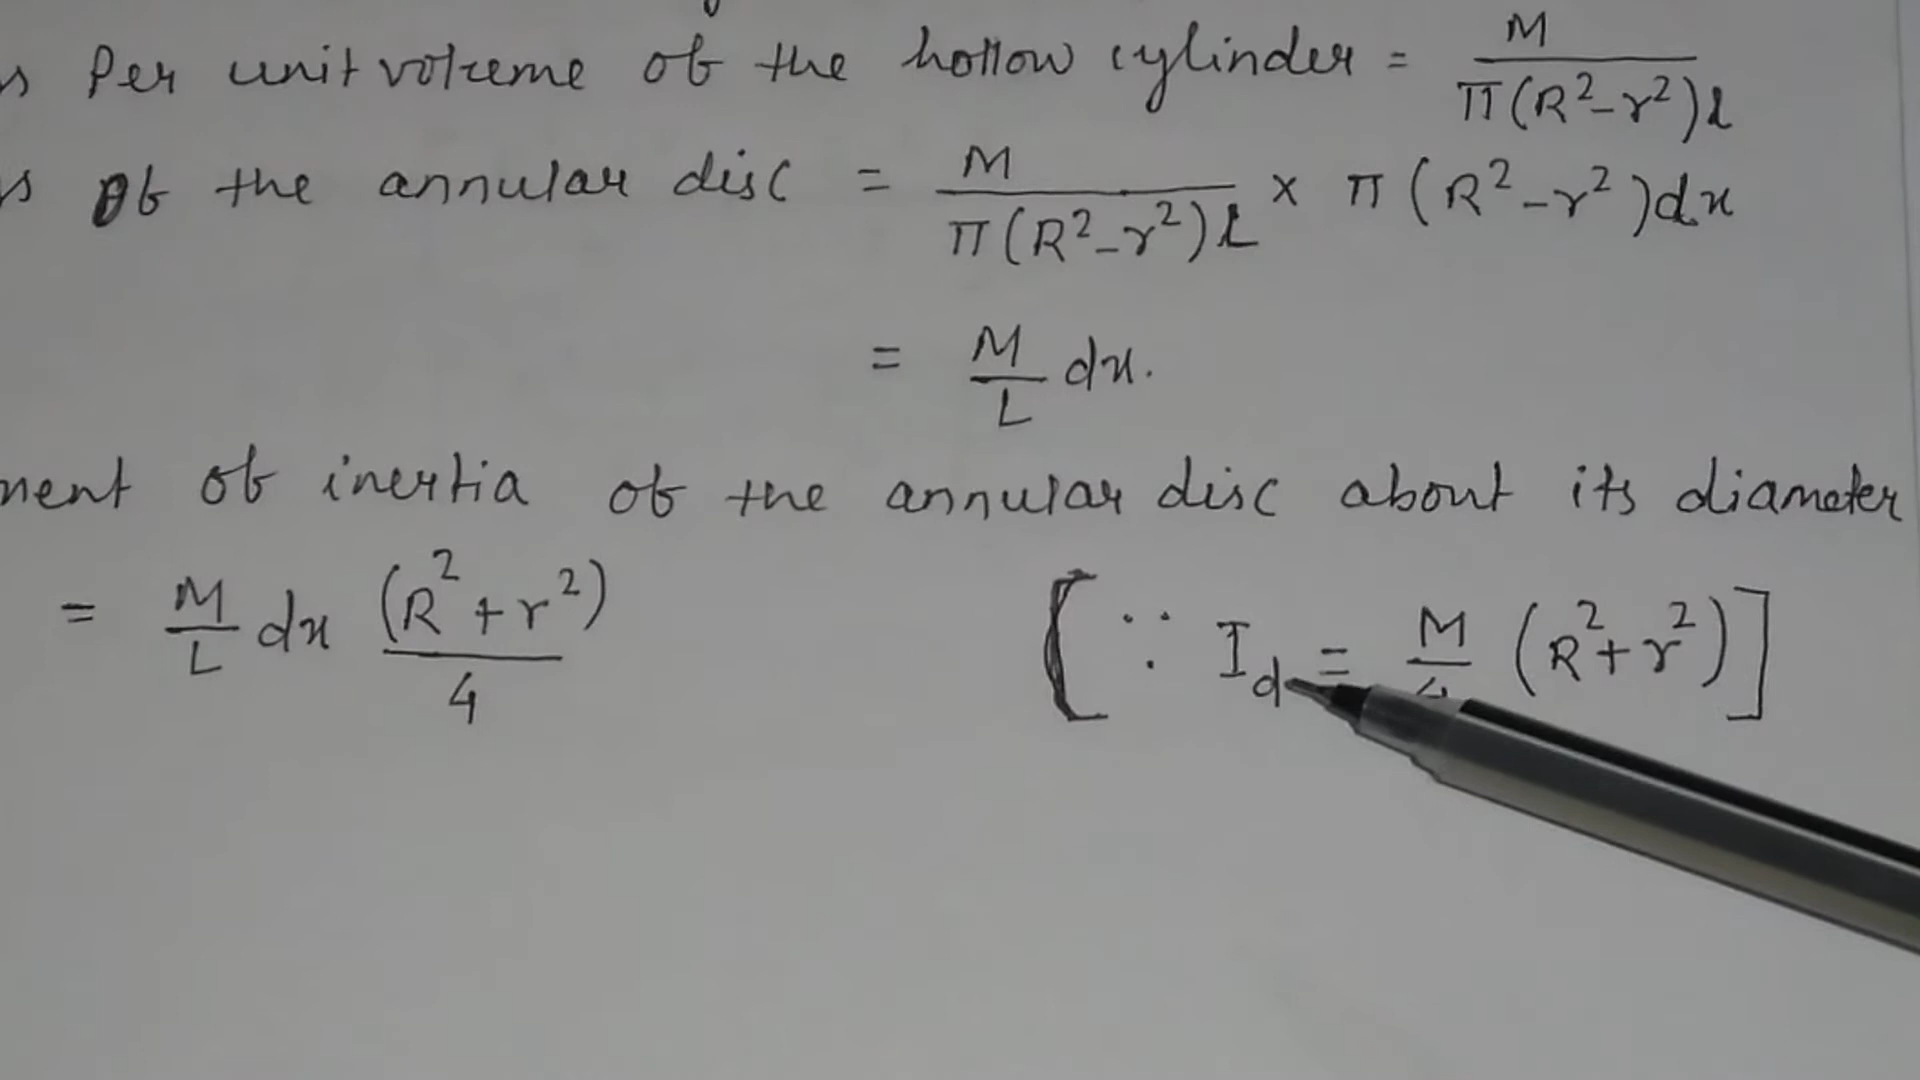 Per unit volume of the hollow cylinder = M / π(R²-r²)l
of the annular disc = M / π(R²-r²)L × π(R²-r²)dx
= M/L dx.
of inertia of the annular disc about its diameter
= M/L dx (R²+r²)/4 [∵ I_d = M/4 (R²+r²)]